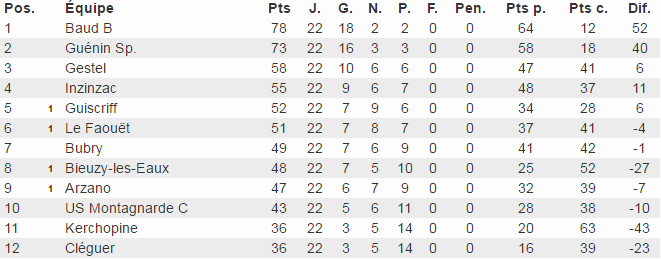 Pos. Équipe Pts J. G. N. P. F. Pen. Pts p. Pts c. Dif.
1 Baud B 78 22 18 2 2 0 0 64 12 52
2 Guénin Sp. 73 22 16 3 3 0 0 58 18 40
3 Gestel 58 22 10 6 6 0 0 47 41 6
4 Inzinzac 55 22 9 6 7 0 0 48 37 11
5 1 Guiscriff 52 22 7 9 6 0 0 34 28 6
6 1 Le Faouët 51 22 7 8 7 0 0 37 41 -4
7 Bubry 49 22 7 6 9 0 0 41 42 -1
8 1 Bieuzy-les-Eaux 48 22 7 5 10 0 0 25 52 -27
9 1 Arzano 47 22 6 7 9 0 0 32 39 -7
10 US Montagnarde C 43 22 5 6 11 0 0 28 38 -10
11 Kerchopine 36 22 3 5 14 0 0 20 63 -43
12 Cléguer 36 22 3 5 14 0 0 16 39 -23